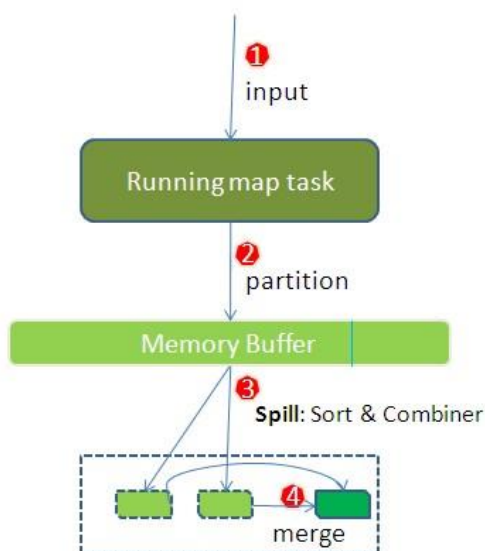 1
input
Running map task
2
partition
Memory Buffer
3
Spill: Sort & Combiner
4
merge